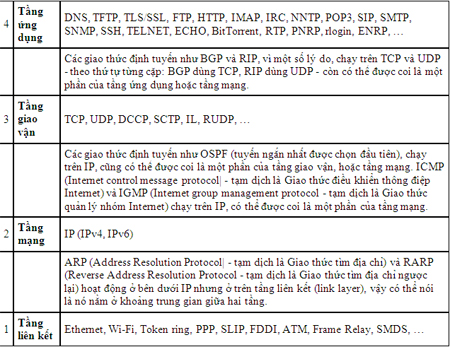 4 Tầng ứng dụng DNS, TFTP, TLS/SSL, FTP, HTTP, IMAP, IRC, NNTP, POP3, SIP, SMTP,
SNMP, SSH, TELNET, ECHO, BitTorrent, RTP, PNRP, rlogin, ENRP, …
Các giao thức định tuyến như BGP và RIP, vì một số lý do, chạy trên TCP và UDP
- theo thứ tự từng cặp: BGP dùng TCP, RIP dùng UDP - còn có thể được coi là một
phần của tầng ứng dụng hoặc tầng mạng.
3 Tầng giao vận TCP, UDP, DCCP, SCTP, IL, RUDP, …
Các giao thức định tuyến như OSPF (tuyến ngắn nhất được chọn đầu tiên), chạy
trên IP, cũng có thể được coi là một phần của tầng giao vận, hoặc tầng mạng. ICMP
(Internet control message protocol| - tạm dịch là Giao thức điều khiển thông điệp
Internet) và IGMP (Internet group management protocol - tạm dịch là Giao thức
quản lý nhóm Internet) chạy trên IP, có thể được coi là một phần của tầng mạng.
2 Tầng mạng IP (IPv4, IPv6)
ARP (Address Resolution Protocol| - tạm dịch là Giao thức tìm địa chỉ) và RARP
(Reverse Address Resolution Protocol - tạm dịch là Giao thức tìm địa chỉ ngược
lại) hoạt động ở bên dưới IP nhưng ở trên tầng liên kết (link layer), vậy có thể nói
là nó nằm ở khoảng trung gian giữa hai tầng.
1 Tầng liên kết Ethernet, Wi-Fi, Token ring, PPP, SLIP, FDDI, ATM, Frame Relay, SMDS, …